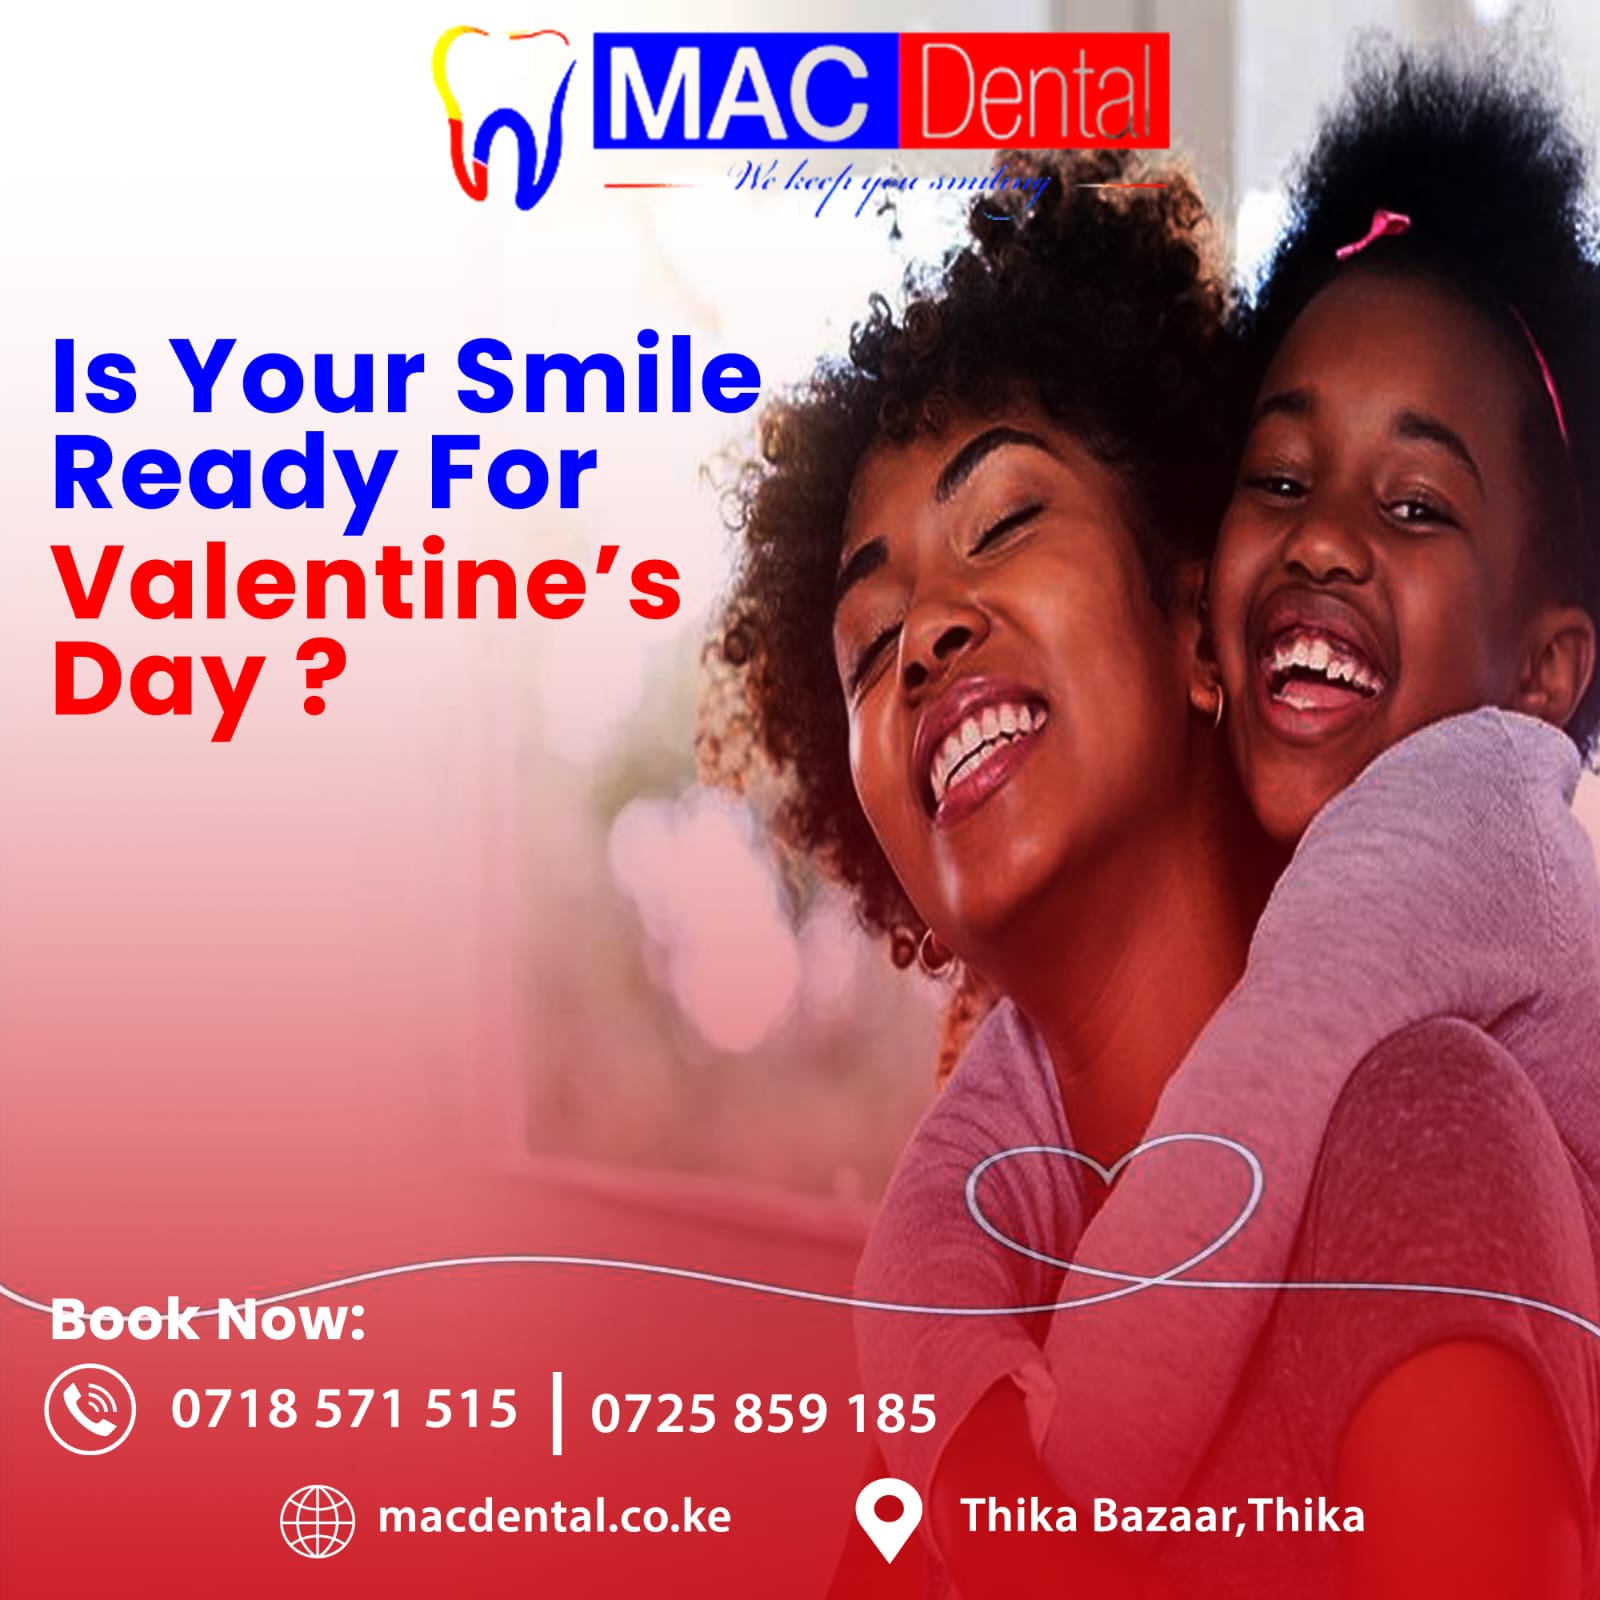 MAC Dental
We keep you smiling
Is Your Smile
Ready For
Valentine’s
Day ?
Book Now:
0718 571 515 | 0725 859 185
macdental.co.ke
Thika Bazaar,Thika